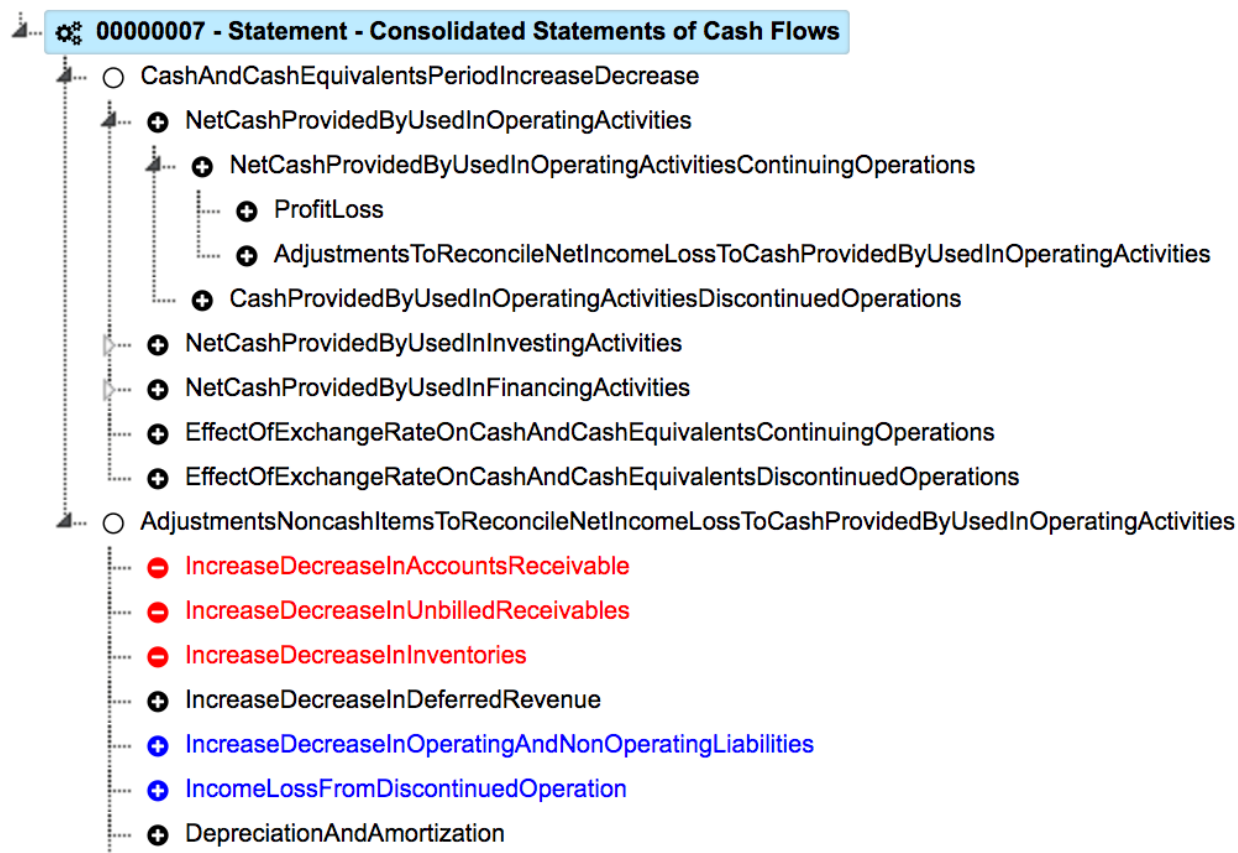 00000007 - Statement - Consolidated Statements of Cash Flows
CashAndCashEquivalentsPeriodIncreaseDecrease
NetCashProvidedByUsedInOperatingActivities
NetCashProvidedByUsedInOperatingActivitiesContinuingOperations
ProfitLoss
AdjustmentsToReconcileNetIncomeLossToCashProvidedByUsedInOperatingActivities
CashProvidedByUsedInOperatingActivitiesDiscontinuedOperations
NetCashProvidedByUsedInInvestingActivities
NetCashProvidedByUsedInFinancingActivities
EffectOfExchangeRateOnCashAndCashEquivalentsContinuingOperations
EffectOfExchangeRateOnCashAndCashEquivalentsDiscontinuedOperations
AdjustmentsNoncashItemsToReconcileNetIncomeLossToCashProvidedByUsedInOperatingActivities
IncreaseDecreaseInAccountsReceivable
IncreaseDecreaseInUnbilledReceivables
IncreaseDecreaseInInventories
IncreaseDecreaseInDeferredRevenue
IncreaseDecreaseInOperatingAndNonOperatingLiabilities
IncomeLossFromDiscontinuedOperation
DepreciationAndAmortization